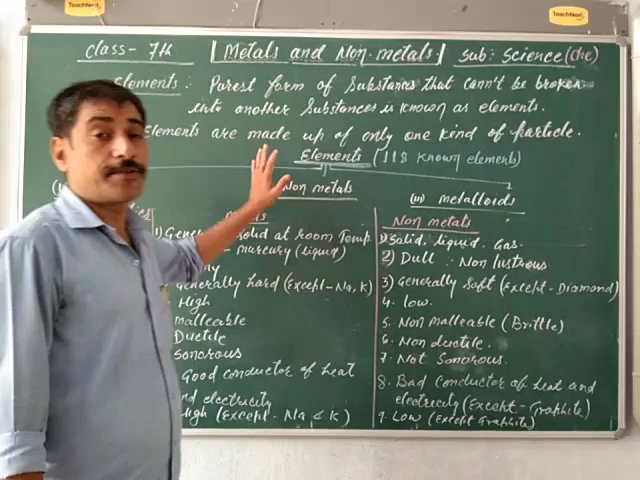 TeachNext
TeachNext
Class- 7th
Metals and Non-metals
Sub: Science (che)
Elements: Purest form of Substances that cann't be broken
into another Substances is known as elements.
Elements are made up of only one kind of particle.
Elements (118 known elements)
Non metals
(iii) metalloids
1) Solid at room Temp
- mercury (liquid)
Generally hard (Except- Na, K)
High
malleable
Ductile
Sonorous
Good conductor of heat
and electricity
High (Except- Na & K)
Non metals
1) Solid, liquid. Gas.
2) Dull Non lustrous
3) Generally Soft (Except- Diamond)
4. low.
5. Non malleable (Brittle)
6. Non ductile.
7. Not Sonorous.
8. Bad conductor of heat and
electricity (Except- Graphite)
9. Low (Except Graphite)